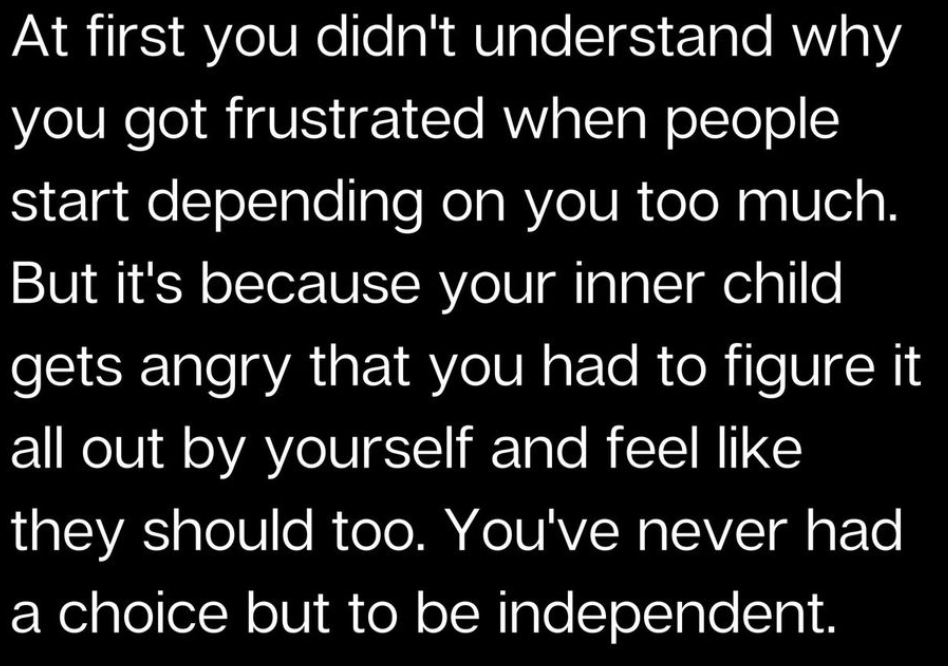 At first you didn't understand why
you got frustrated when people
start depending on you too much.
But it's because your inner child
gets angry that you had to figure it
all out by yourself and feel like
they should too. You've never had
a choice but to be independent.